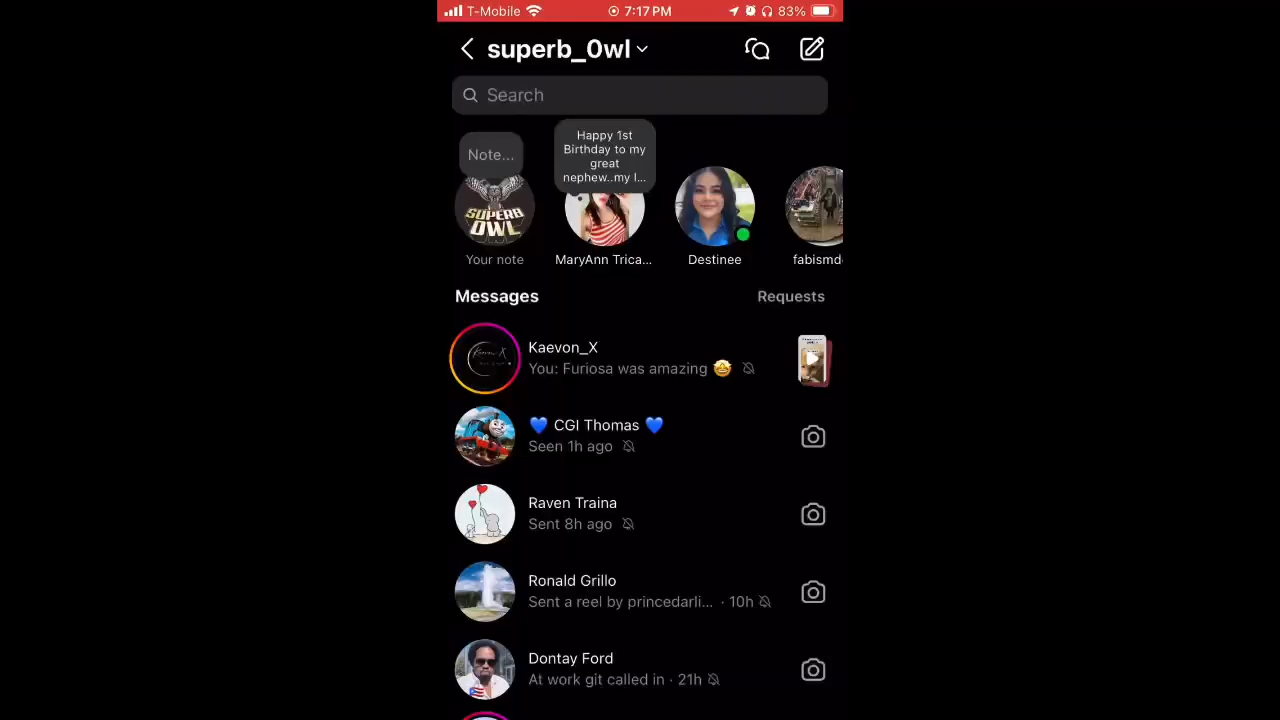 T-Mobile 7:17 PM 83%
superb_0wl
Search
Note...
Happy 1st
Birthday to my
great
nephew..my l...
SUPERB
OWL
Your note
MaryAnn Trica...
Destinee
fabismd
Messages
Requests
Kaevon_X
You: Furiosa was amazing 🤩
💙 CGI Thomas 💙
Seen 1h ago
Raven Traina
Sent 8h ago
Ronald Grillo
Sent a reel by princedarli... · 10h
Dontay Ford
At work git called in · 21h